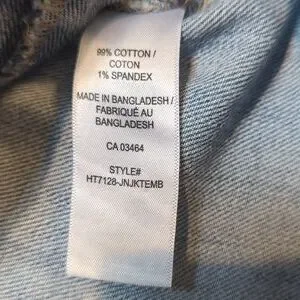 99% COTTON /
COTON
1% SPANDEX
MADE IN BANGLADESH /
FABRIQUÉ AU
BANGLADESH
CA 03464
STYLE#
HT7128-JNJKTEMB